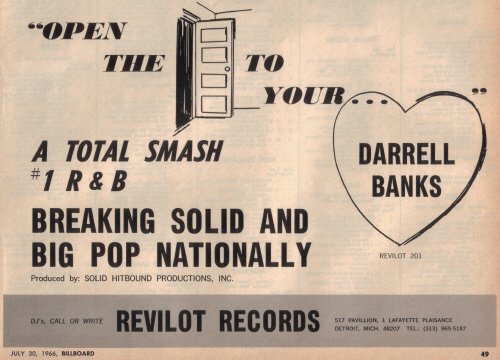 “OPEN
THE TO
YOUR... ”
DARRELL
BANKS
REVILOT 201
A TOTAL SMASH
#1 R & B
BREAKING SOLID AND
BIG POP NATIONALLY
Produced by: SOLID HITBOUND PRODUCTIONS, INC.
DJ's, CALL OR WRITE REVILOT RECORDS
517 PAVILLION, 1 LAFAYETTE PLAISANCE
DETROIT, MICH. 48207 TEL: (313) 965-5187
JULY 30, 1966, BILLBOARD
49